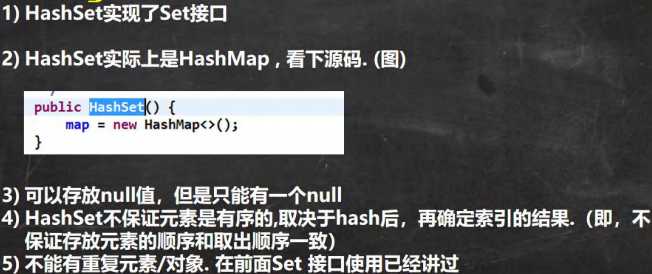 1) HashSet实现了Set接口
2) HashSet实际上是HashMap , 看下源码. (图)
public HashSet() {
map = new HashMap<>();
}
3) 可以存放null值，但是只能有一个null
4) HashSet不保证元素是有序的,取决于hash后，再确定索引的结果.（即，不
保证存放元素的顺序和取出顺序一致）
5) 不能有重复元素/对象. 在前面Set 接口使用已经讲过